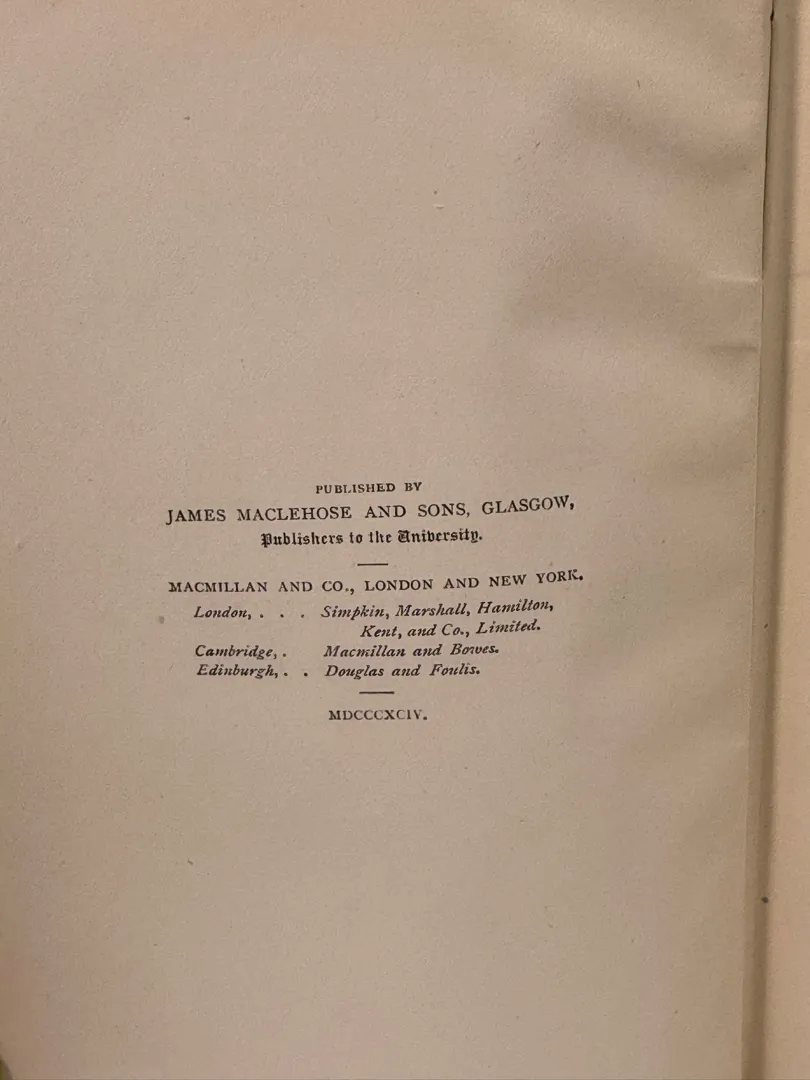 PUBLISHED BY
JAMES MACLEHOSE AND SONS, GLASGOW,
Publishers to the University.
MACMILLAN AND CO., LONDON AND NEW YORK.
London, . . . Simpkin, Marshall, Hamilton,
Kent, and Co., Limited.
Cambridge, . Macmillan and Bowes.
Edinburgh, . . Douglas and Foulis.
MDCCCXCIV.